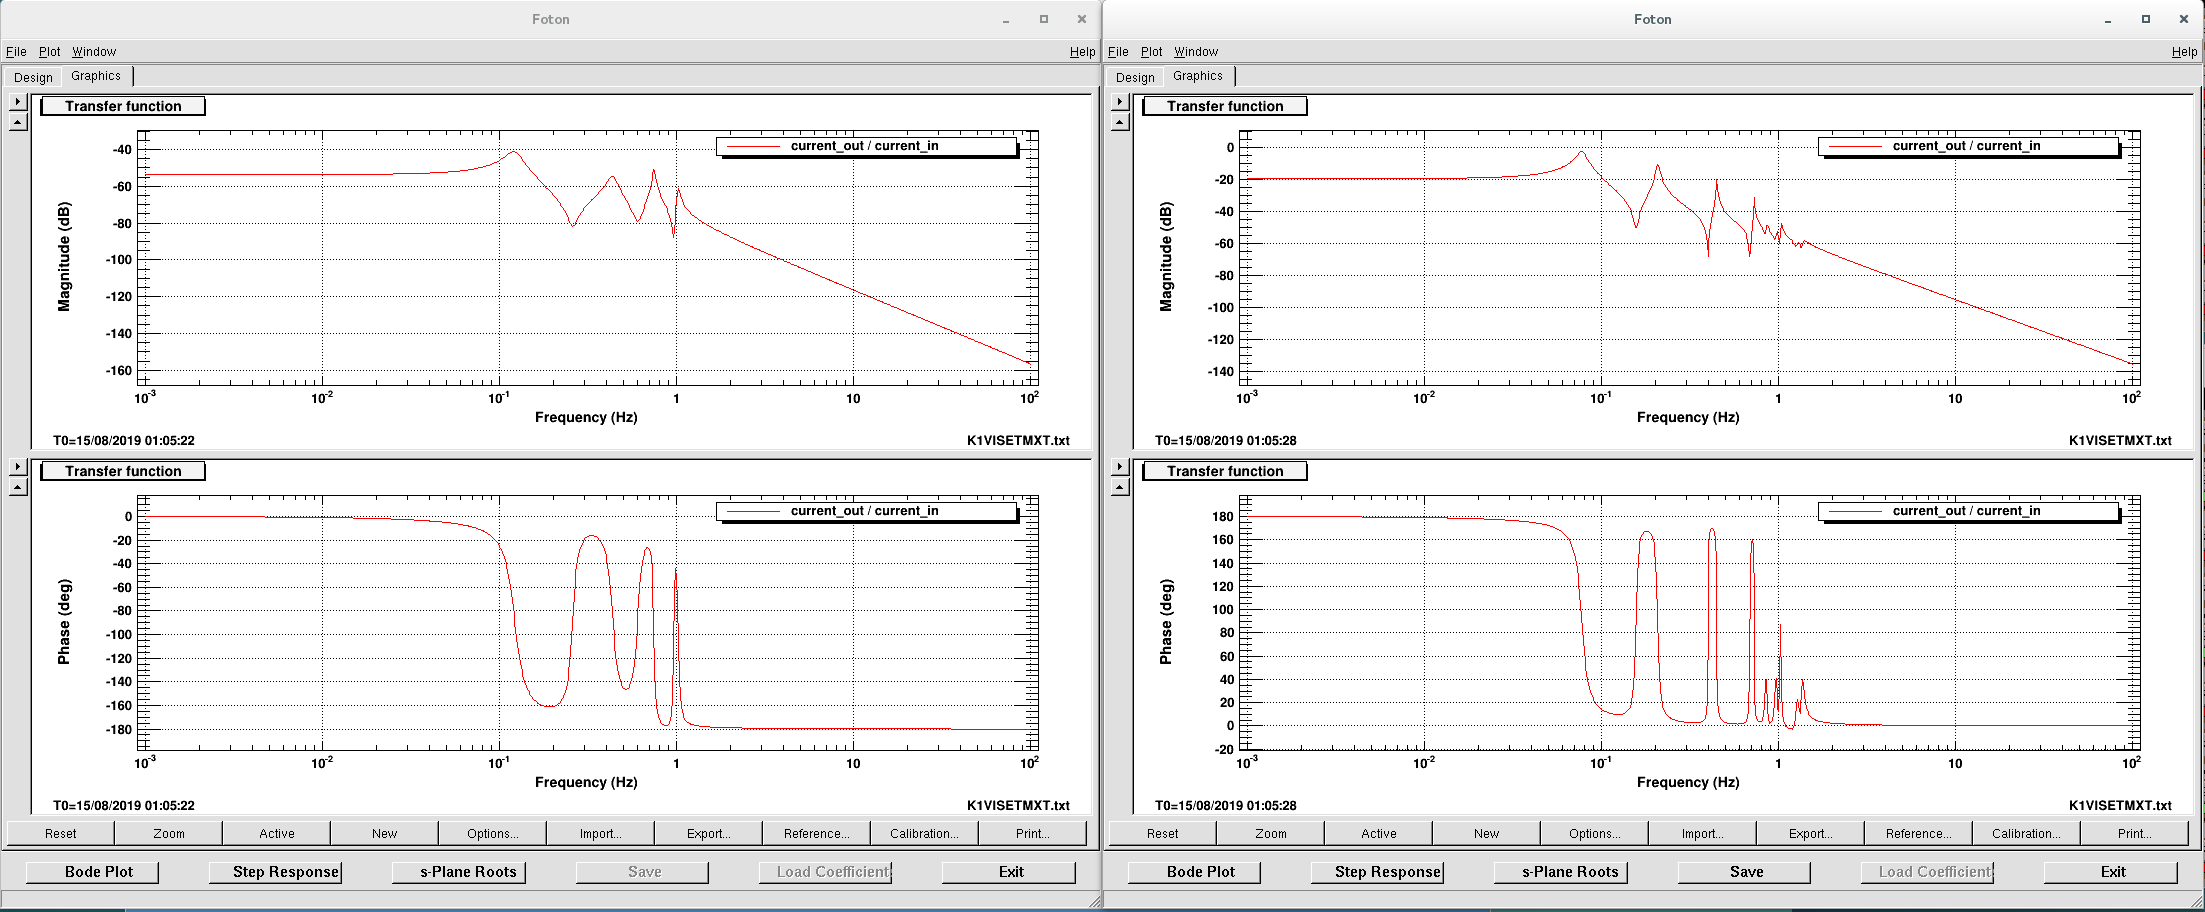 Foton
File Plot Window Help
Design Graphics
Transfer function
current_out / current_in
Magnitude (dB)
-40
-60
-80
-100
-120
-140
-160
10-3 10-2 10-1 1 10 102
Frequency (Hz)
T0=15/08/2019 01:05:22 K1VISETMXT.txt
Transfer function
current_out / current_in
Phase (deg)
0
-20
-40
-60
-80
-100
-120
-140
-160
-180
10-3 10-2 10-1 1 10 102
Frequency (Hz)
T0=15/08/2019 01:05:22 K1VISETMXT.txt
Reset Zoom Active New Options... Import... Export... Reference... Calibration... Print...
Bode Plot Step Response s-Plane Roots Save Load Coefficient Exit
Foton
File Plot Window Help
Design Graphics
Transfer function
current_out / current_in
Magnitude (dB)
0
-20
-40
-60
-80
-100
-120
-140
10-3 10-2 10-1 1 10 102
Frequency (Hz)
T0=15/08/2019 01:05:28 K1VISETMXT.txt
Transfer function
current_out / current_in
Phase (deg)
180
160
140
120
100
80
60
40
20
0
-20
10-3 10-2 10-1 1 10 102
Frequency (Hz)
T0=15/08/2019 01:05:28 K1VISETMXT.txt
Reset Zoom Active New Options... Import... Export... Reference... Calibration... Print...
Bode Plot Step Response s-Plane Roots Save Load Coefficient Exit